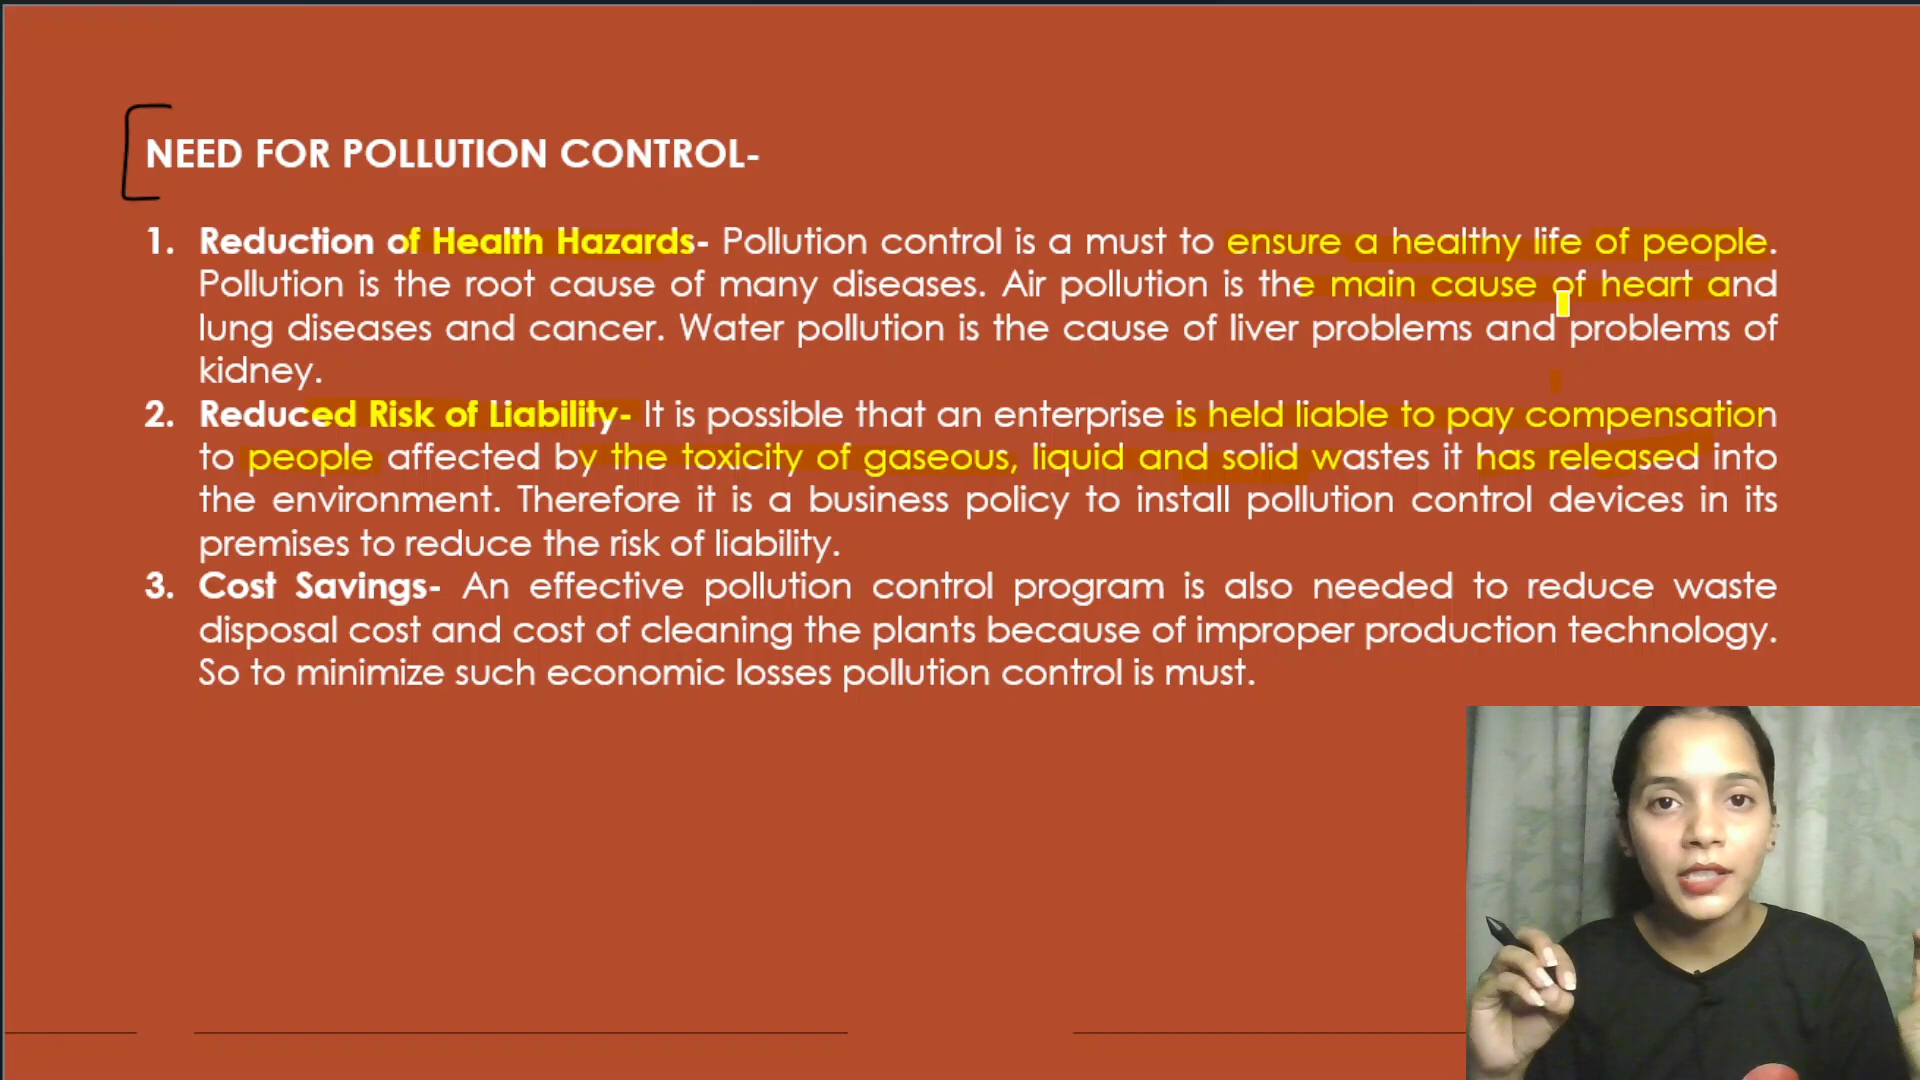 NEED FOR POLLUTION CONTROL-
1. Reduction of Health Hazards- Pollution control is a must to ensure a healthy life of people.
Pollution is the root cause of many diseases. Air pollution is the main cause of heart and
lung diseases and cancer. Water pollution is the cause of liver problems and problems of
kidney.
2. Reduced Risk of Liability- It is possible that an enterprise is held liable to pay compensation
to people affected by the toxicity of gaseous, liquid and solid wastes it has released into
the environment. Therefore it is a business policy to install pollution control devices in its
premises to reduce the risk of liability.
3. Cost Savings- An effective pollution control program is also needed to reduce waste
disposal cost and cost of cleaning the plants because of improper production technology.
So to minimize such economic losses pollution control is must.